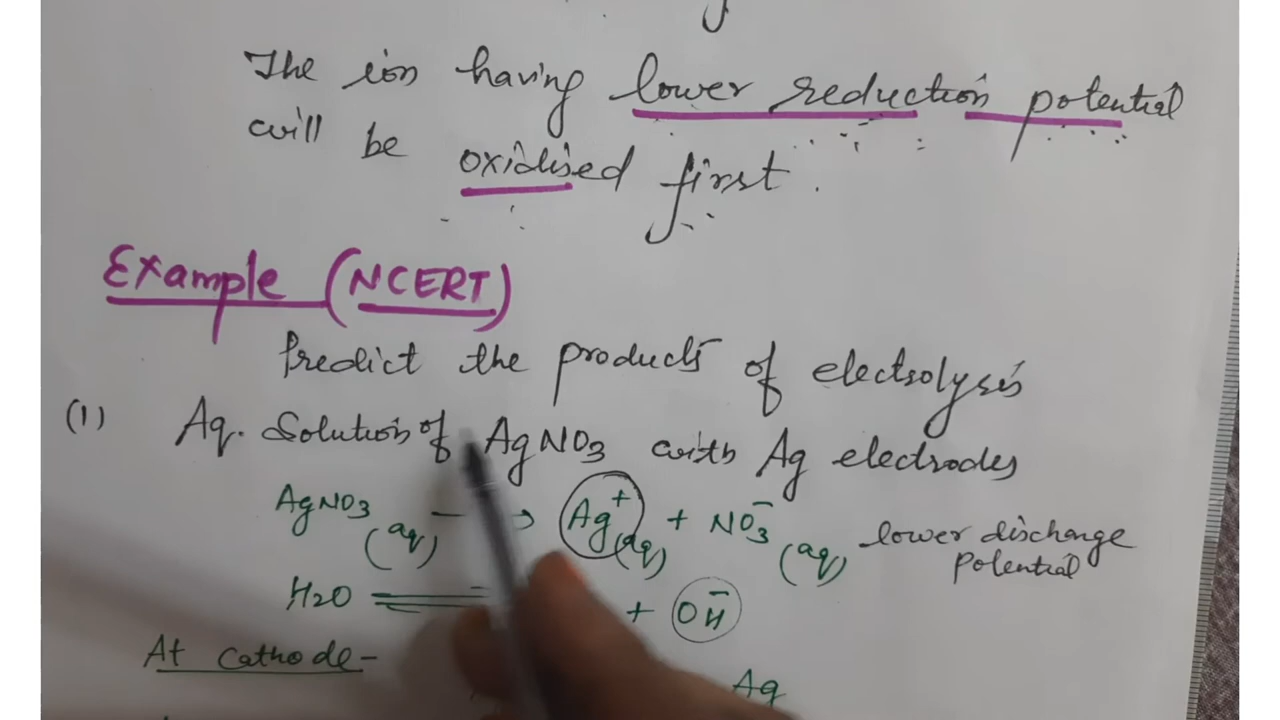 The ion having lower reduction potential
will be oxidised first.
Example (NCERT)
Predict the products of electrolysis
(1) Aq. Solution of AgNO3 with Ag electrodes
AgNO3 (aq) → Ag+ (aq) + NO3- (aq) lower discharge potential
H2O + OH-
At Cathode-
Ag